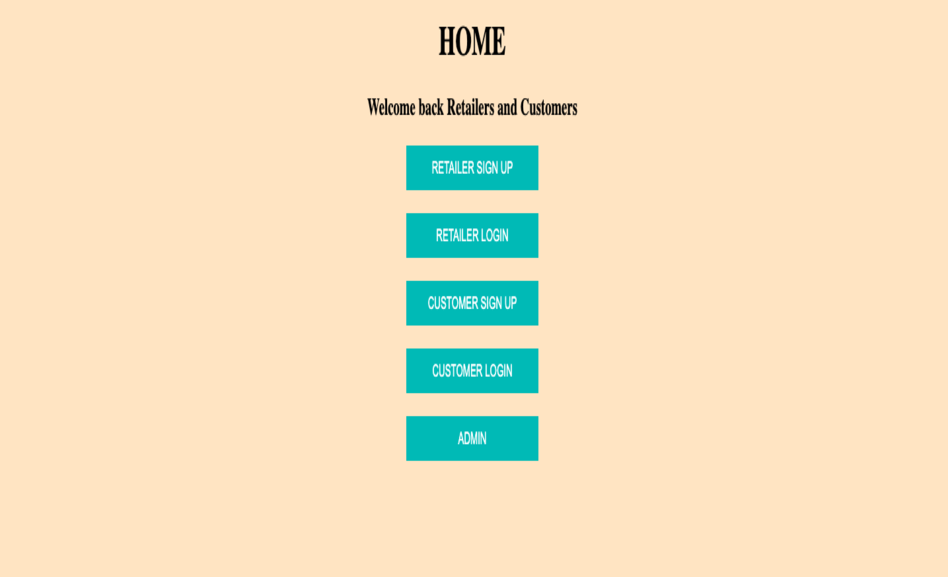 HOME
Welcome back Retailers and Customers
RETAILER SIGN UP
RETAILER LOGIN
CUSTOMER SIGN UP
CUSTOMER LOGIN
ADMIN